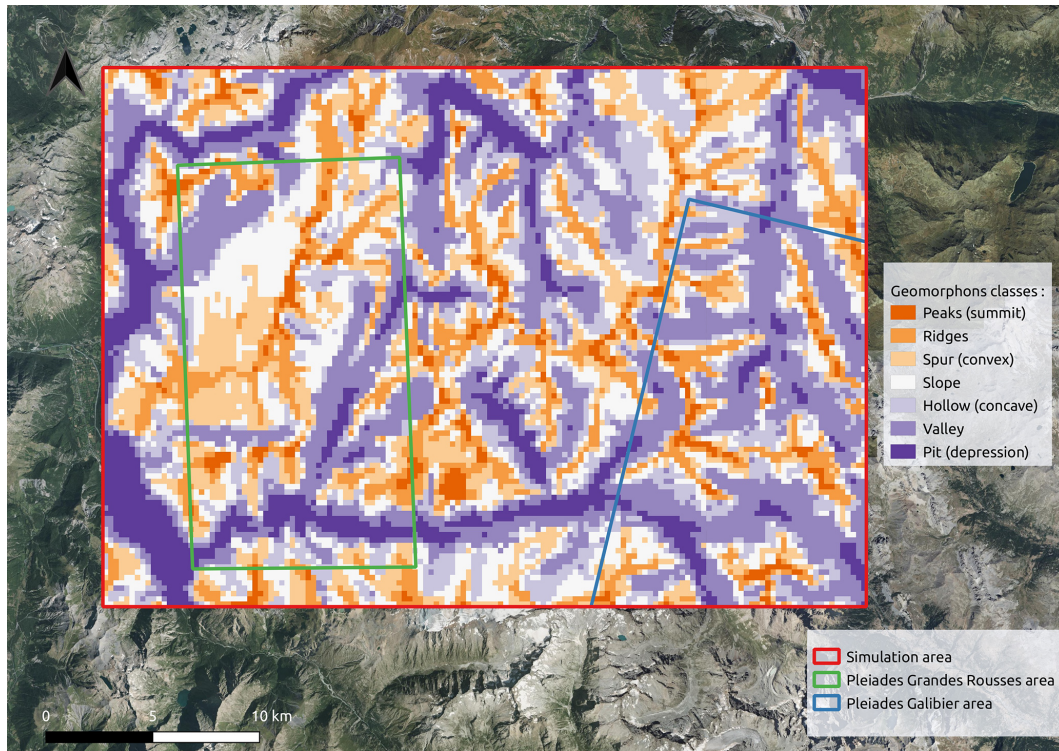 Geomorphons classes :
Peaks (summit)
Ridges
Spur (convex)
Slope
Hollow (concave)
Valley
Pit (depression)
Simulation area
Pleiades Grandes Rousses area
Pleiades Galibier area
0 5 10 km